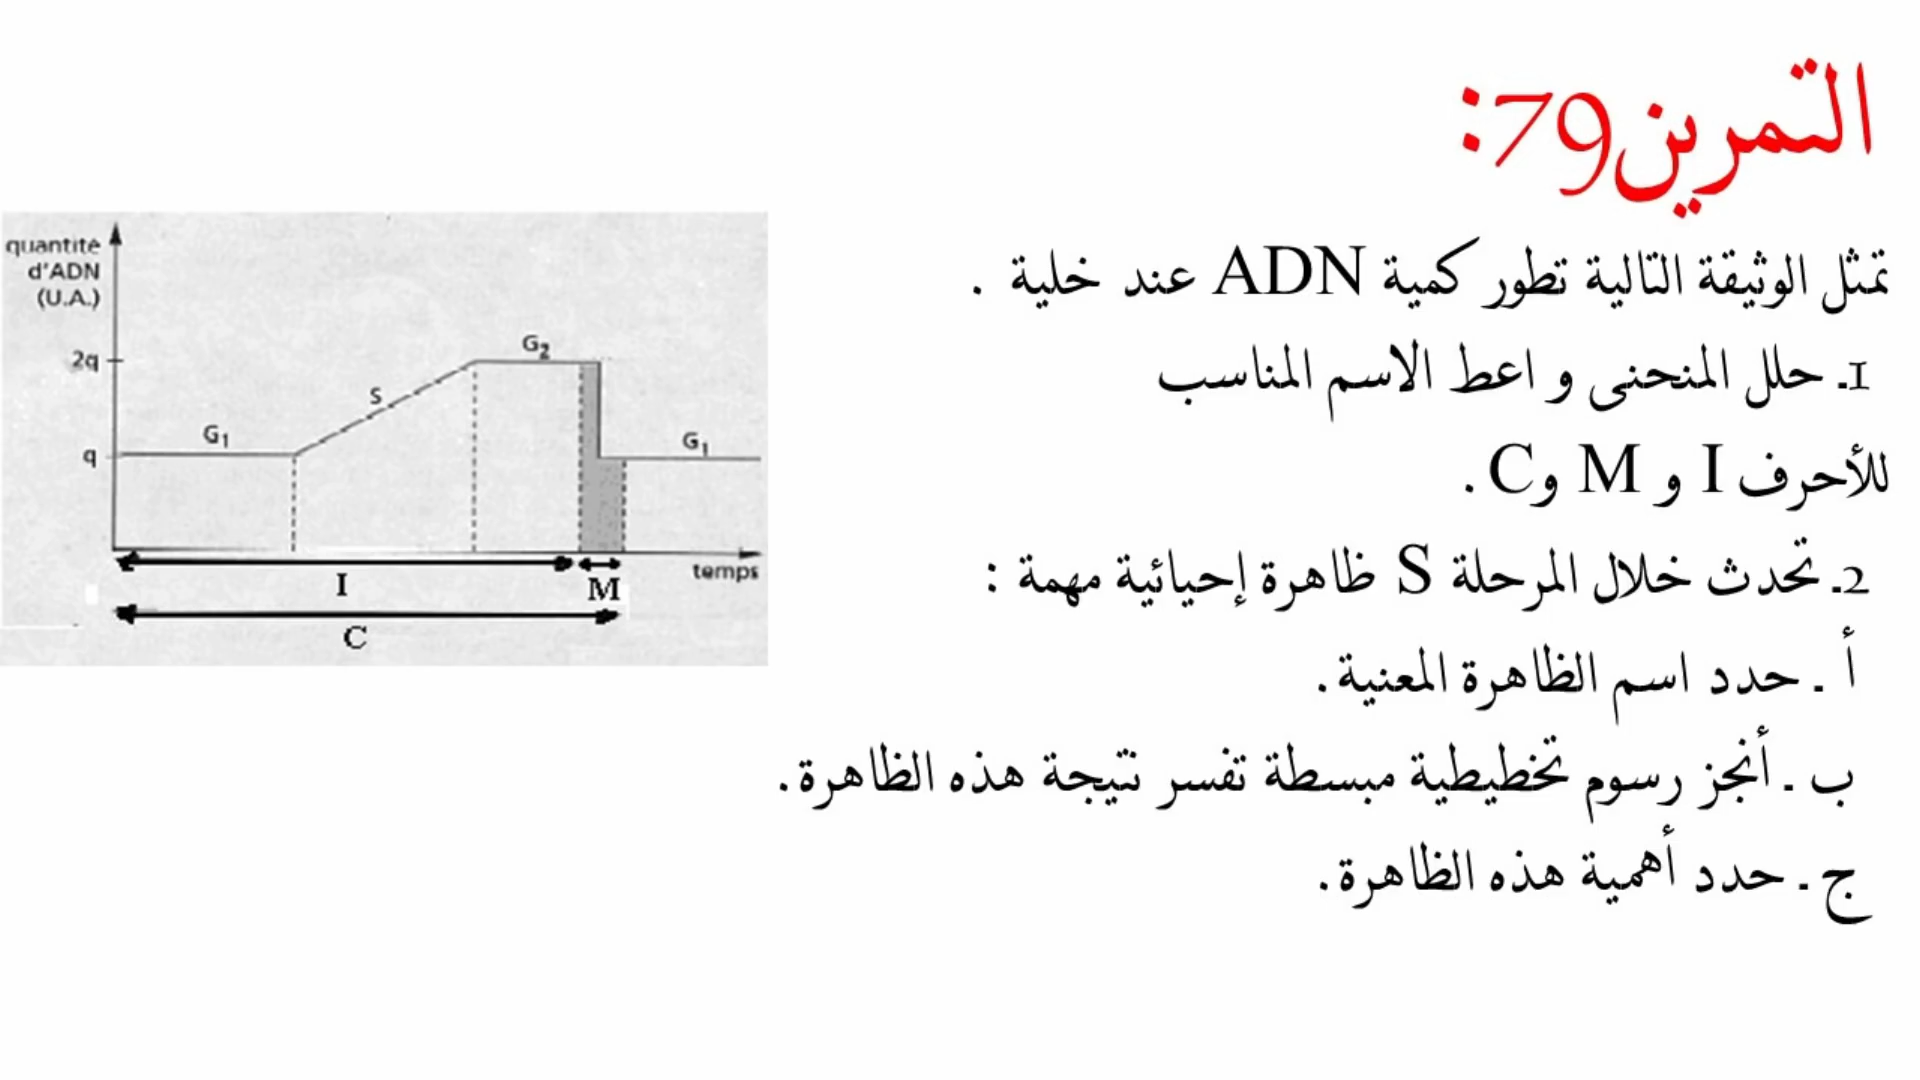 التمرين79:
تمثل الوثيقة التالية تطور كمية ADN عند خلية .
1ـ حلل المنحنى و اعط الاسم المناسب
للأحرف I و M وC .
2ـ تحدث خلال المرحلة S ظاهرة إحيائية مهمة :
أ ـ حدد اسم الظاهرة المعنية.
ب ـ أنجز رسوم تخطيطية مبسطة تفسر نتيجة هذه الظاهرة.
ج ـ حدد أهمية هذه الظاهرة.
quantité
d'ADN
(U.A.)
2q
q
G1
S
G2
G1
temps
I
M
C